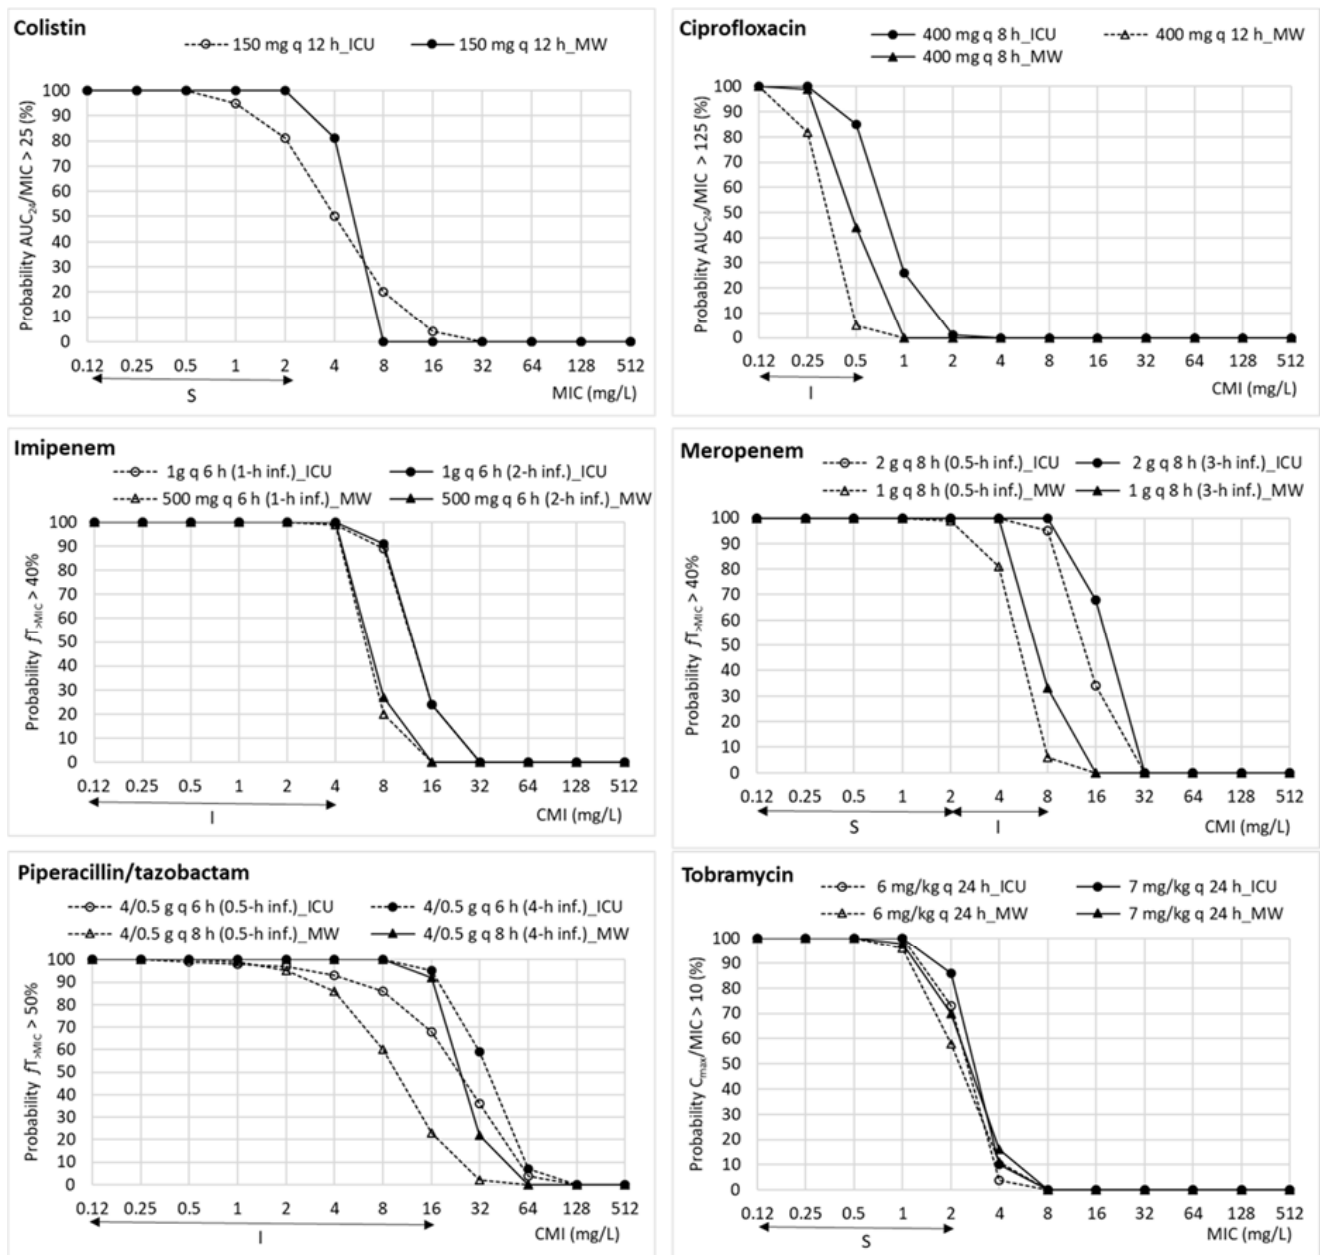 Colistin
150 mg q 12 h_ICU
150 mg q 12 h_MW
Probability AUC24/MIC > 25 (%)
100
90
80
70
60
50
40
30
20
10
0
0.12 0.25 0.5 1 2 4 8 16 32 64 128 512
S
MIC (mg/L)
Ciprofloxacin
400 mg q 8 h_ICU
400 mg q 12 h_MW
400 mg q 8 h_MW
Probablity AUC24/MIC > 125 (%)
100
90
80
70
60
50
40
30
20
10
0
0.12 0.25 0.5 1 2 4 8 16 32 64 128 512
I
CMI (mg/L)
Imipenem
1g q 6 h (1-h inf.)_ICU
1g q 6 h (2-h inf.)_ICU
500 mg q 6 h (1-h inf.)_MW
500 mg q 6 h (2-h inf.)_MW
Probability fT>MIC > 40%
100
90
80
70
60
50
40
30
20
10
0
0.12 0.25 0.5 1 2 4 8 16 32 64 128 512
I
CMI (mg/L)
Meropenem
2 g q 8 h (0.5-h inf.)_ICU
2 g q 8 h (3-h inf.)_ICU
1 g q 8 h (0.5-h inf.)_MW
1 g q 8 h (3-h inf.)_MW
Probability fT>MIC > 40%
100
90
80
70
60
50
40
30
20
10
0
0.12 0.25 0.5 1 2 4 8 16 32 64 128 512
S I
CMI (mg/L)
Piperacillin/tazobactam
4/0.5 g q 6 h (0.5-h inf.)_ICU
4/0.5 g q 6 h (4-h inf.)_ICU
4/0.5 g q 8 h (0.5-h inf.)_MW
4/0.5 g q 8 h (4-h inf.)_MW
Probability fT>MIC > 50%
100
90
80
70
60
50
40
30
20
10
0
0.12 0.25 0.5 1 2 4 8 16 32 64 128 512
I
CMI (mg/L)
Tobramycin
6 mg/kg q 24 h_ICU
7 mg/kg q 24 h_ICU
6 mg/kg q 24 h_MW
7 mg/kg q 24 h_MW
Probability Cmax/MIC > 10 (%)
100
90
80
70
60
50
40
30
20
10
0
0.12 0.25 0.5 1 2 4 8 16 32 64 128 512
S
MIC (mg/L)